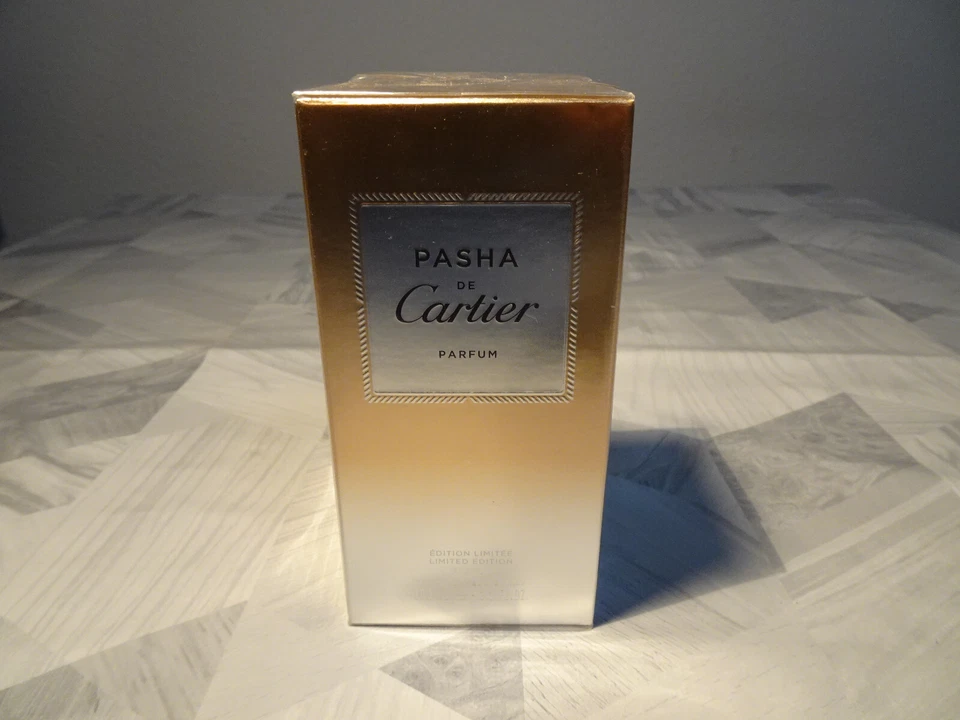 PASHA
DE
Cartier
PARFUM
ÉDITION LIMITÉE
LIMITED EDITION